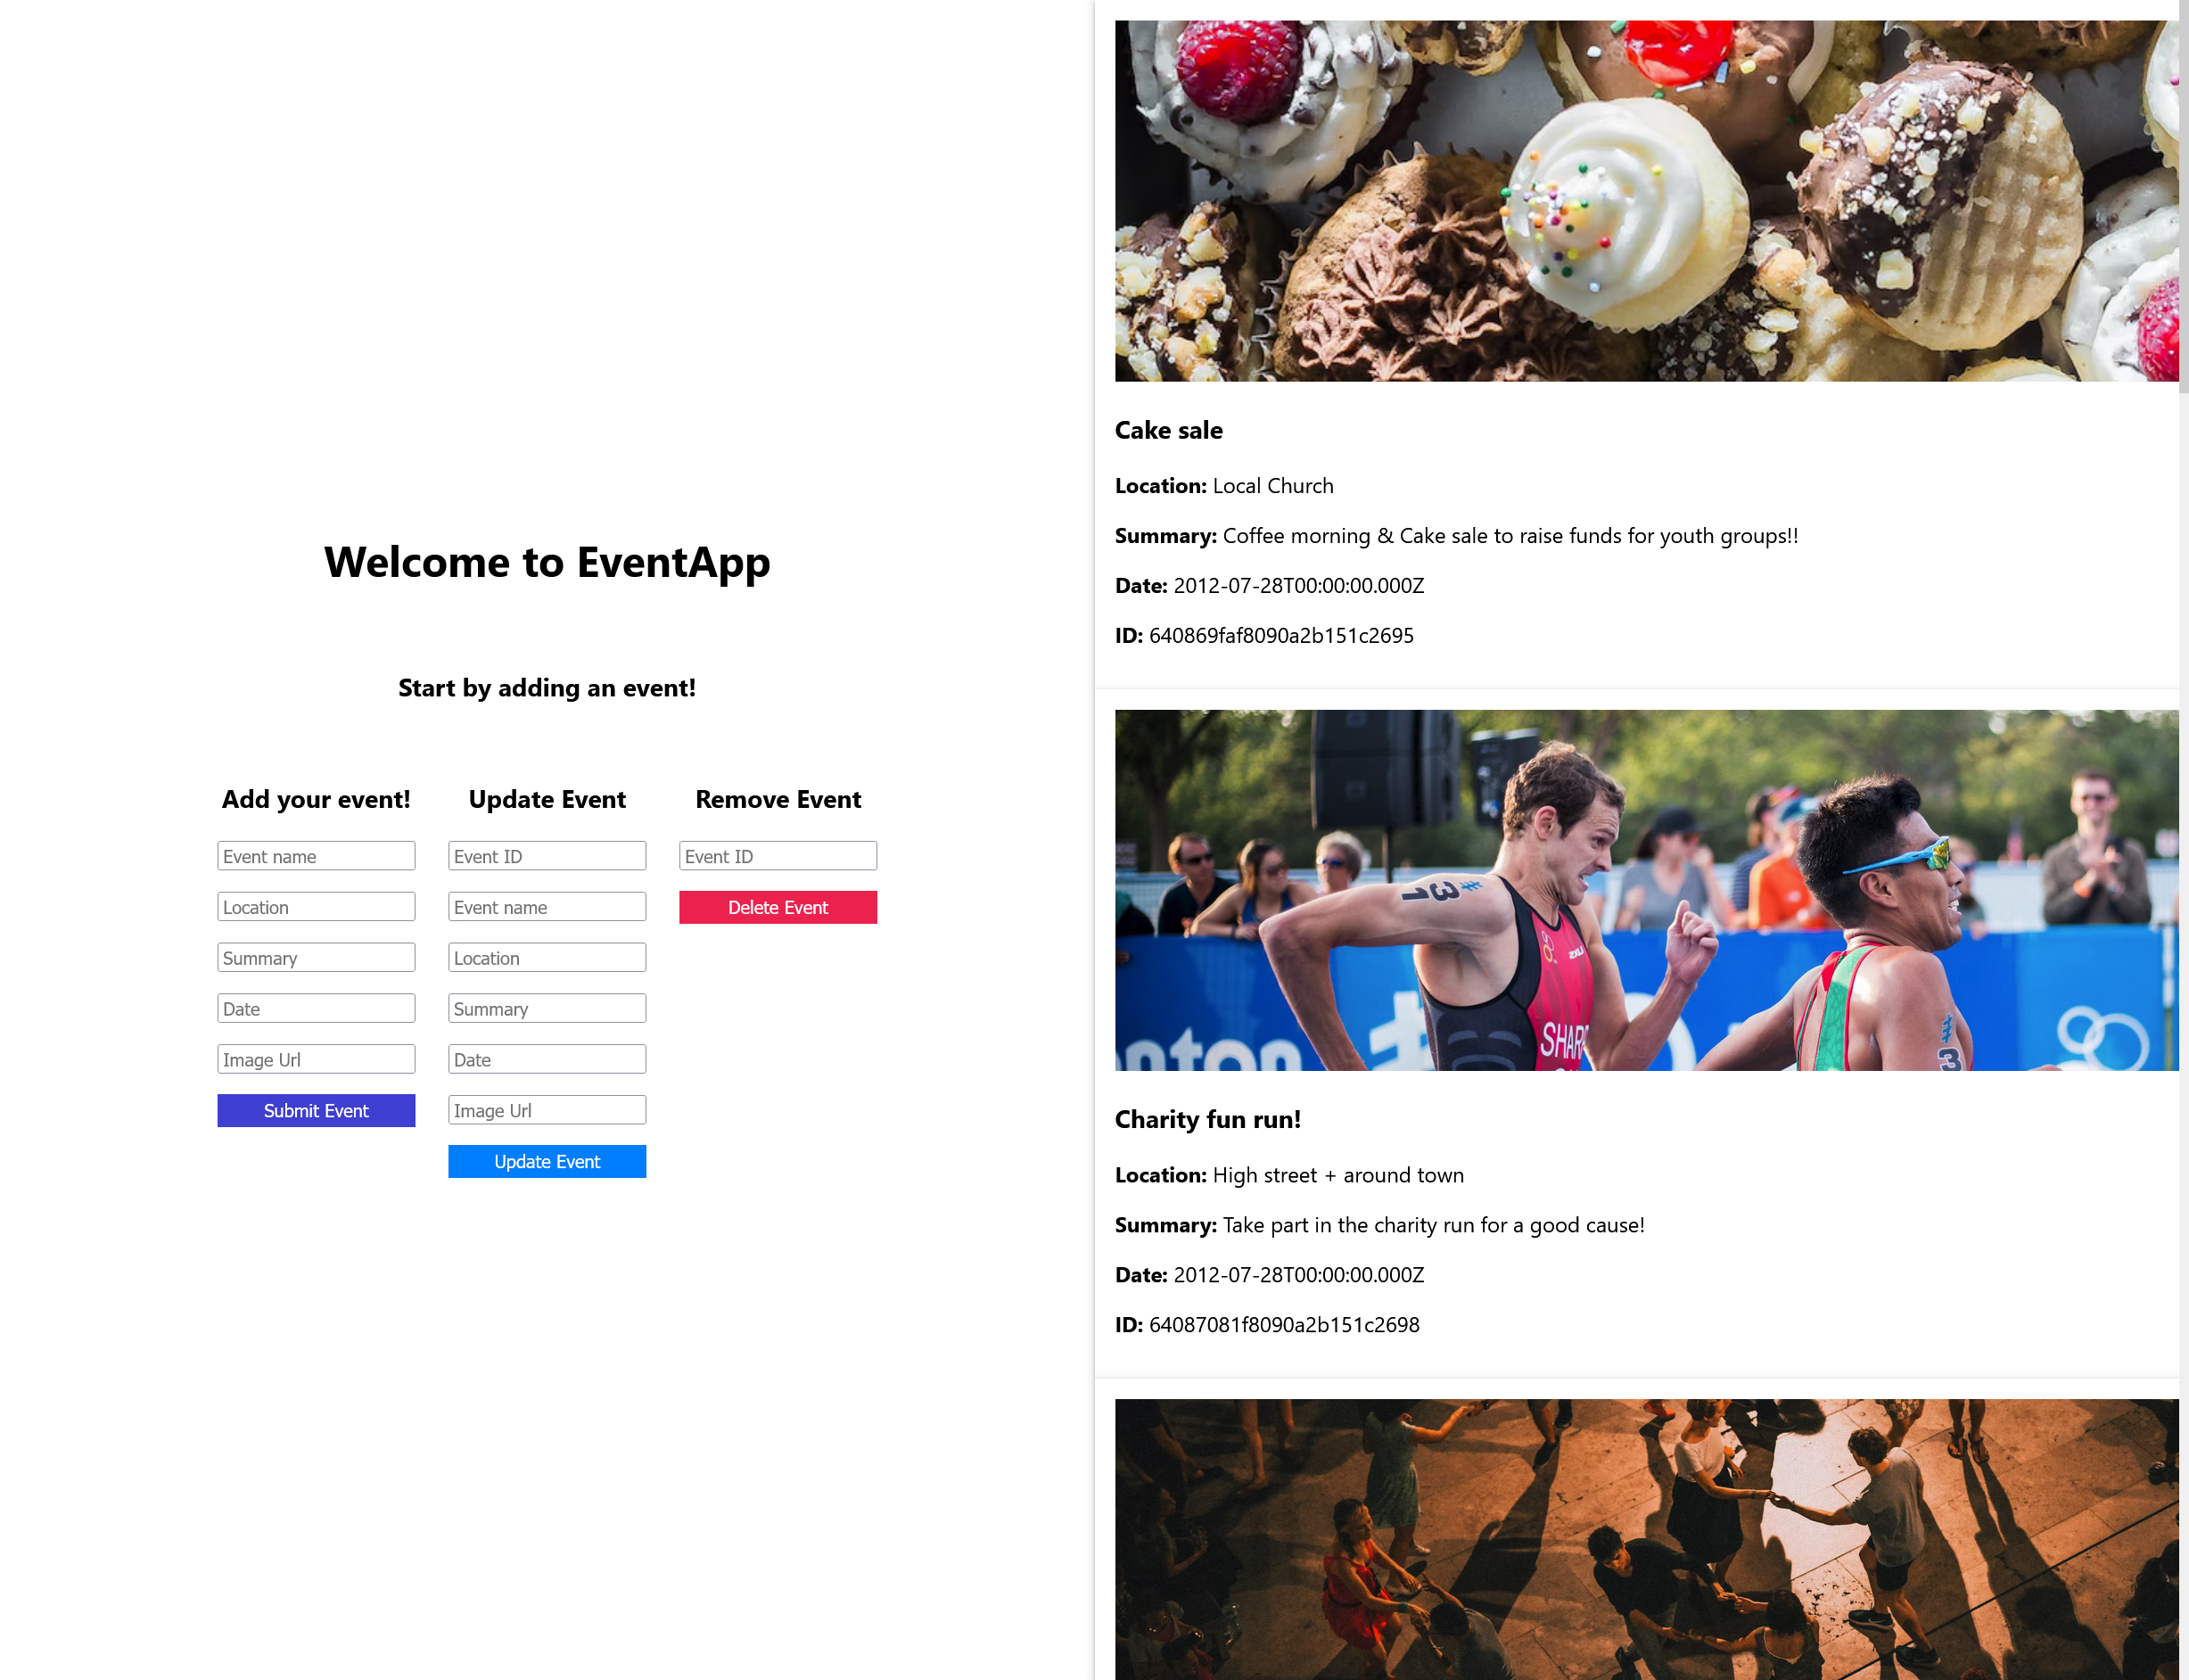 Welcome to EventApp
Start by adding an event!
Add your event!
Event name
Location
Summary
Date
Image Url
Submit Event
Update Event
Event ID
Event name
Location
Summary
Date
Image Url
Update Event
Remove Event
Event ID
Delete Event
Cake sale
Location: Local Church
Summary: Coffee morning & Cake sale to raise funds for youth groups!!
Date: 2012-07-28T00:00:00.000Z
ID: 640869faf8090a2b151c2695
#
31
SHAR
nton
#
3
Charity fun run!
Location: High street + around town
Summary: Take part in the charity run for a good cause!
Date: 2012-07-28T00:00:00.000Z
ID: 64087081f8090a2b151c2698